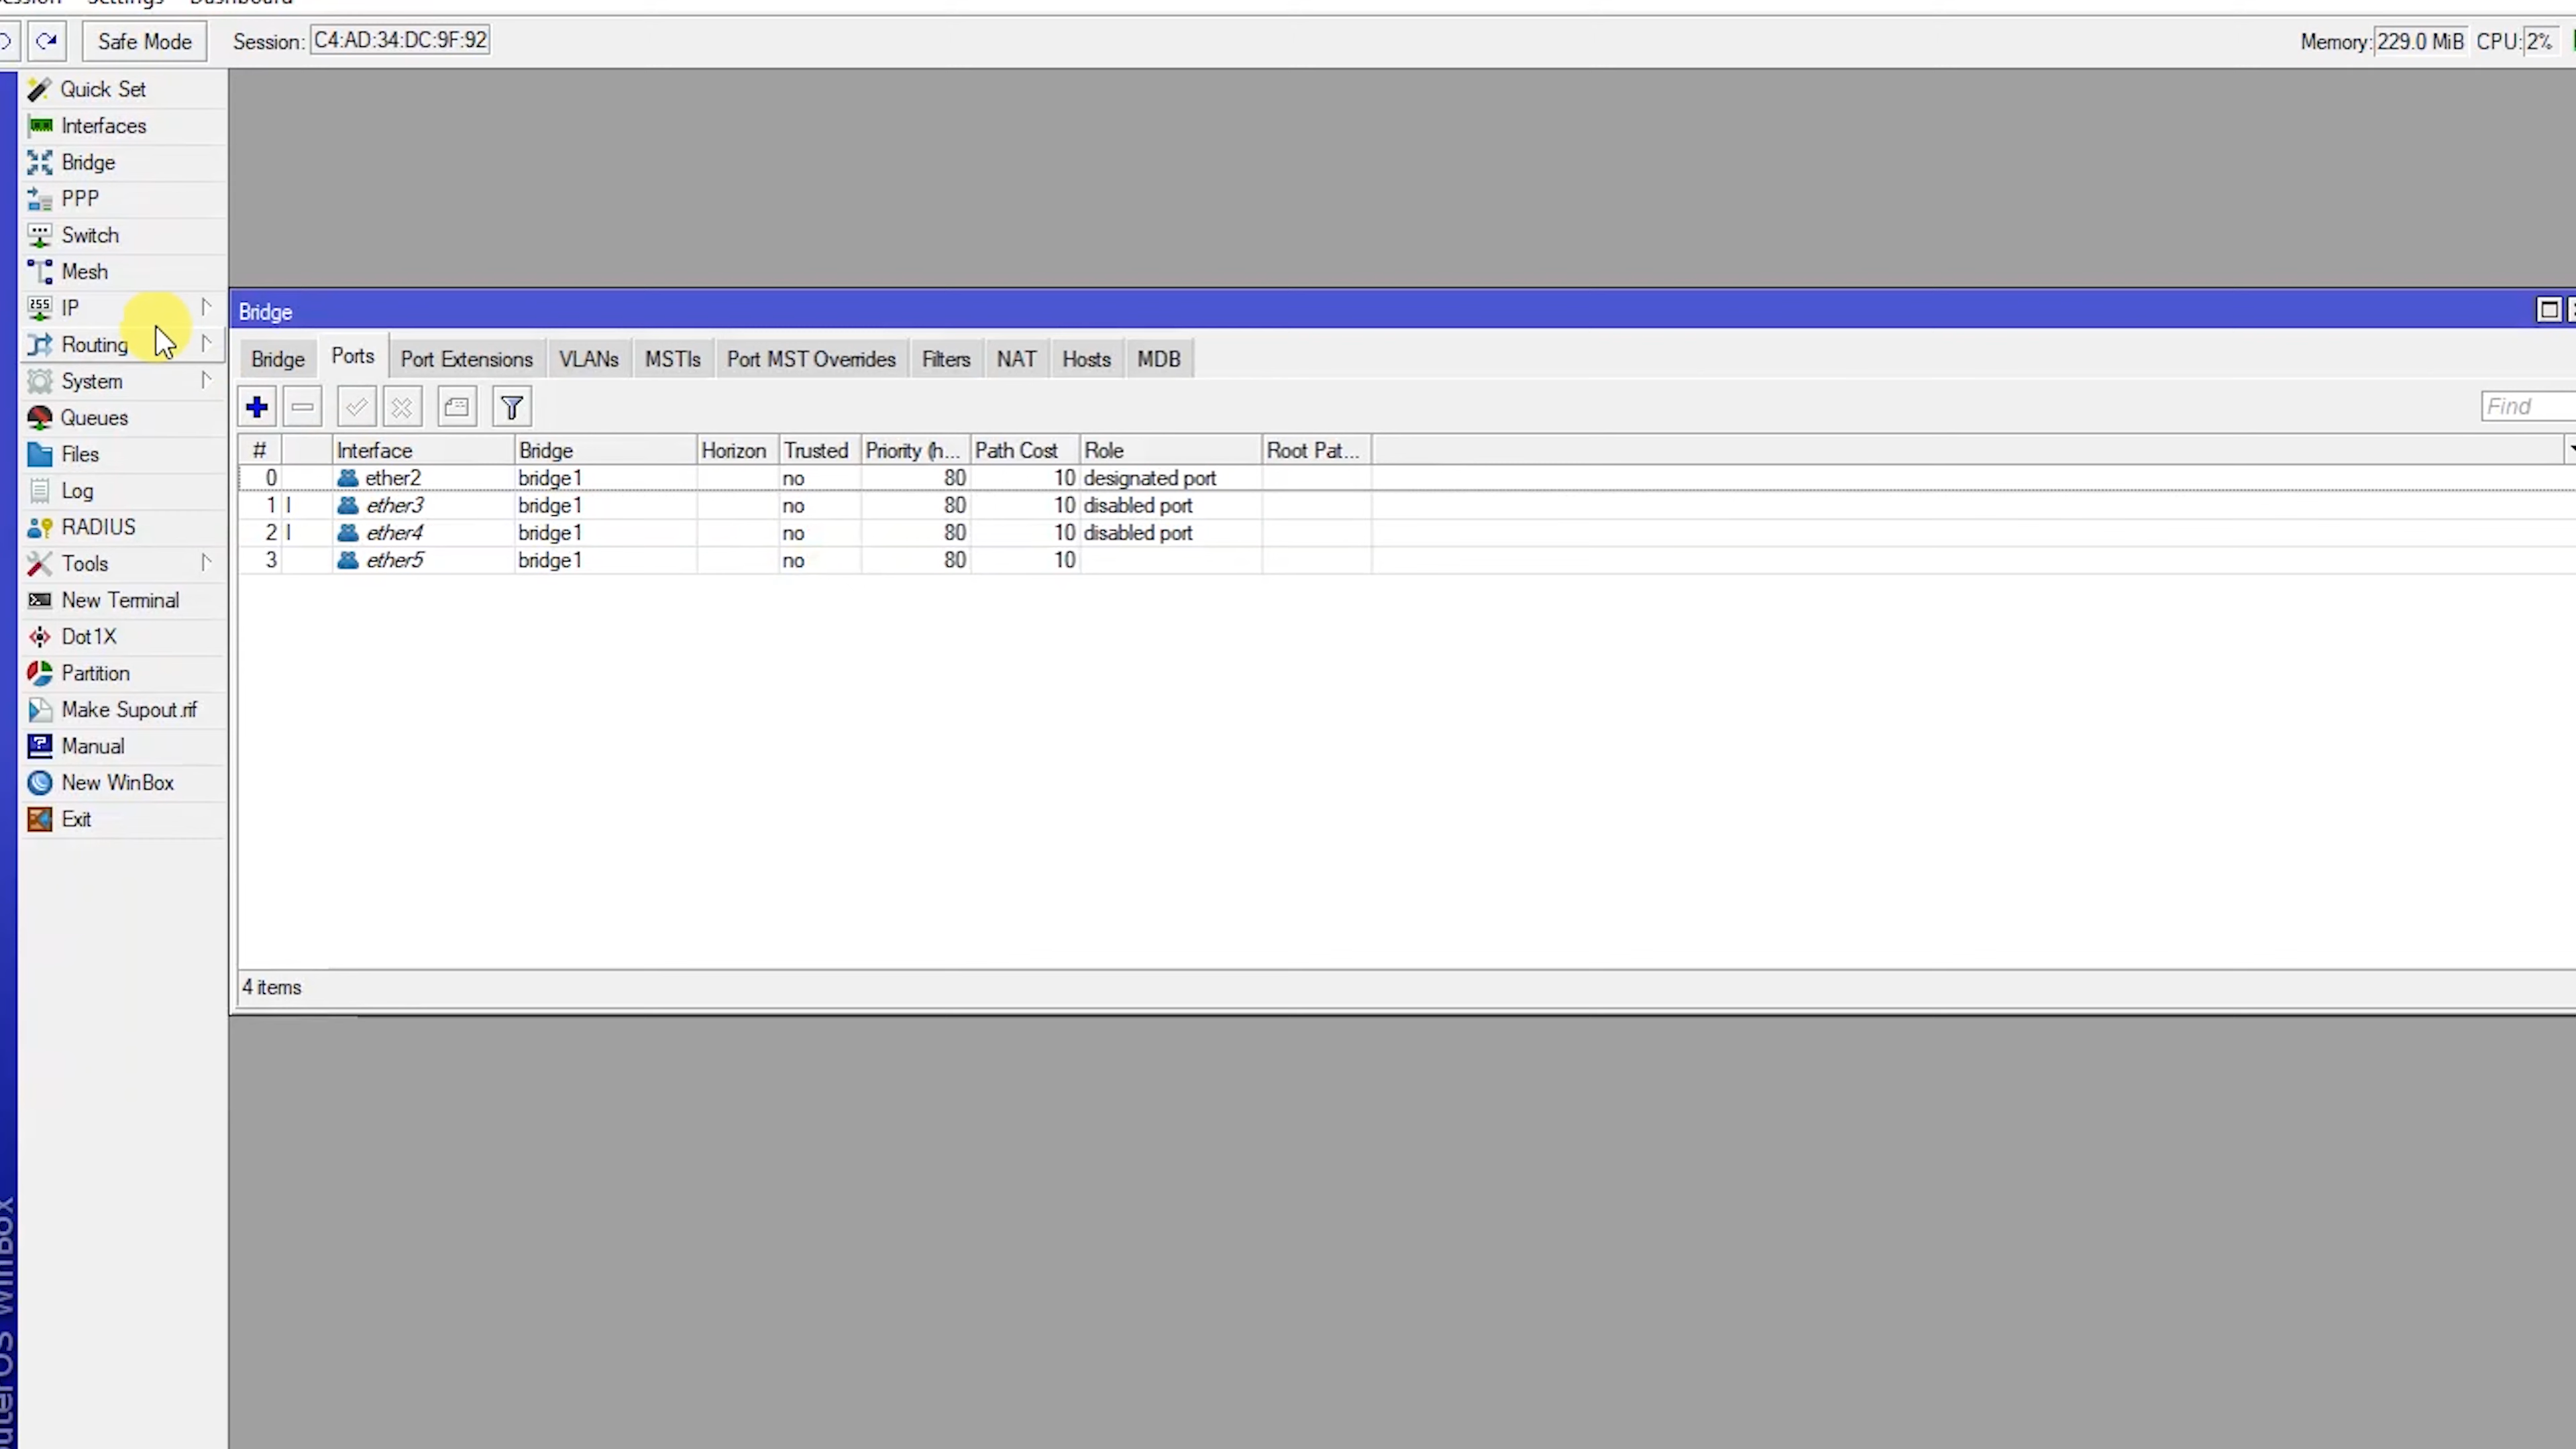 Session Settings Dashboard
Safe Mode Session: C4:AD:34:DC:9F:92 Memory: 229.0 MiB CPU: 2%
Quick Set
Interfaces
Bridge
PPP
Switch
Mesh
IP
Routing
System
Queues
Files
Log
RADIUS
Tools
New Terminal
Dot1X
Partition
Make Supout.rif
Manual
New WinBox
Exit
Bridge
Bridge Ports Port Extensions VLANs MSTIs Port MST Overrides Filters NAT Hosts MDB
Find
# Interface Bridge Horizon Trusted Priority (h... Path Cost Role Root Pat...
0 ether2 bridge1 no 80 10 designated port
1 I ether3 bridge1 no 80 10 disabled port
2 I ether4 bridge1 no 80 10 disabled port
3 ether5 bridge1 no 80 10
4 items
outerOS WinBox